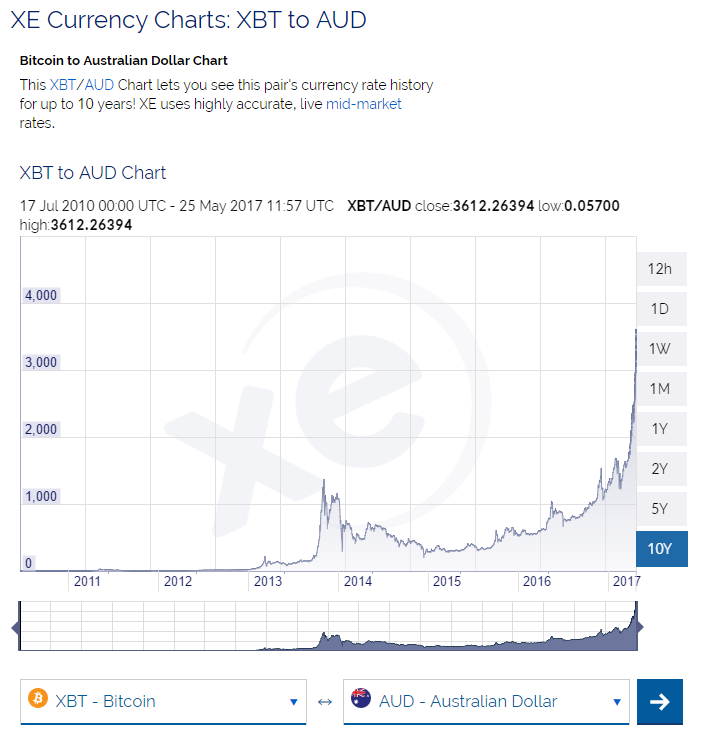 XE Currency Charts: XBT to AUD
Bitcoin to Australian Dollar Chart
This XBT/AUD Chart lets you see this pair's currency rate history
for up to 10 years! XE uses highly accurate, live mid-market
rates.
XBT to AUD Chart
17 Jul 2010 00:00 UTC - 25 May 2017 11:57 UTC XBT/AUD close:3612.26394 low:0.05700
high:3612.26394
12h
4,000
1D
1W
3,000
1M
2,000
1Y
2Y
1,000
5Y
10Y
0
2011 2012 2013 2014 2015 2016 2017
xe
XBT - Bitcoin ▼ ↔ AUD - Australian Dollar ▼ →